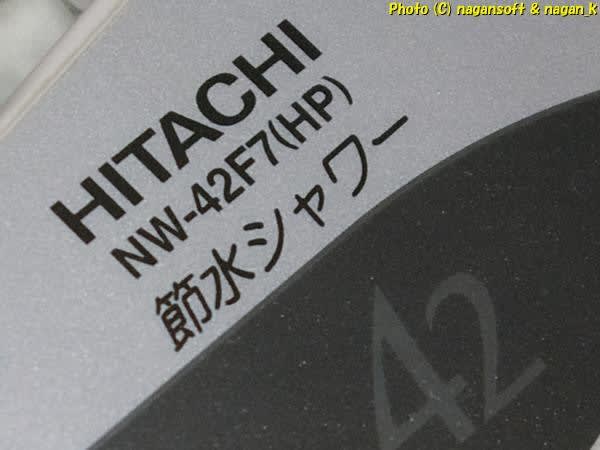 Photo (C) nagansoft & nagan_k
HITACHI
NW-42F7(HP)
節水シャワー
42